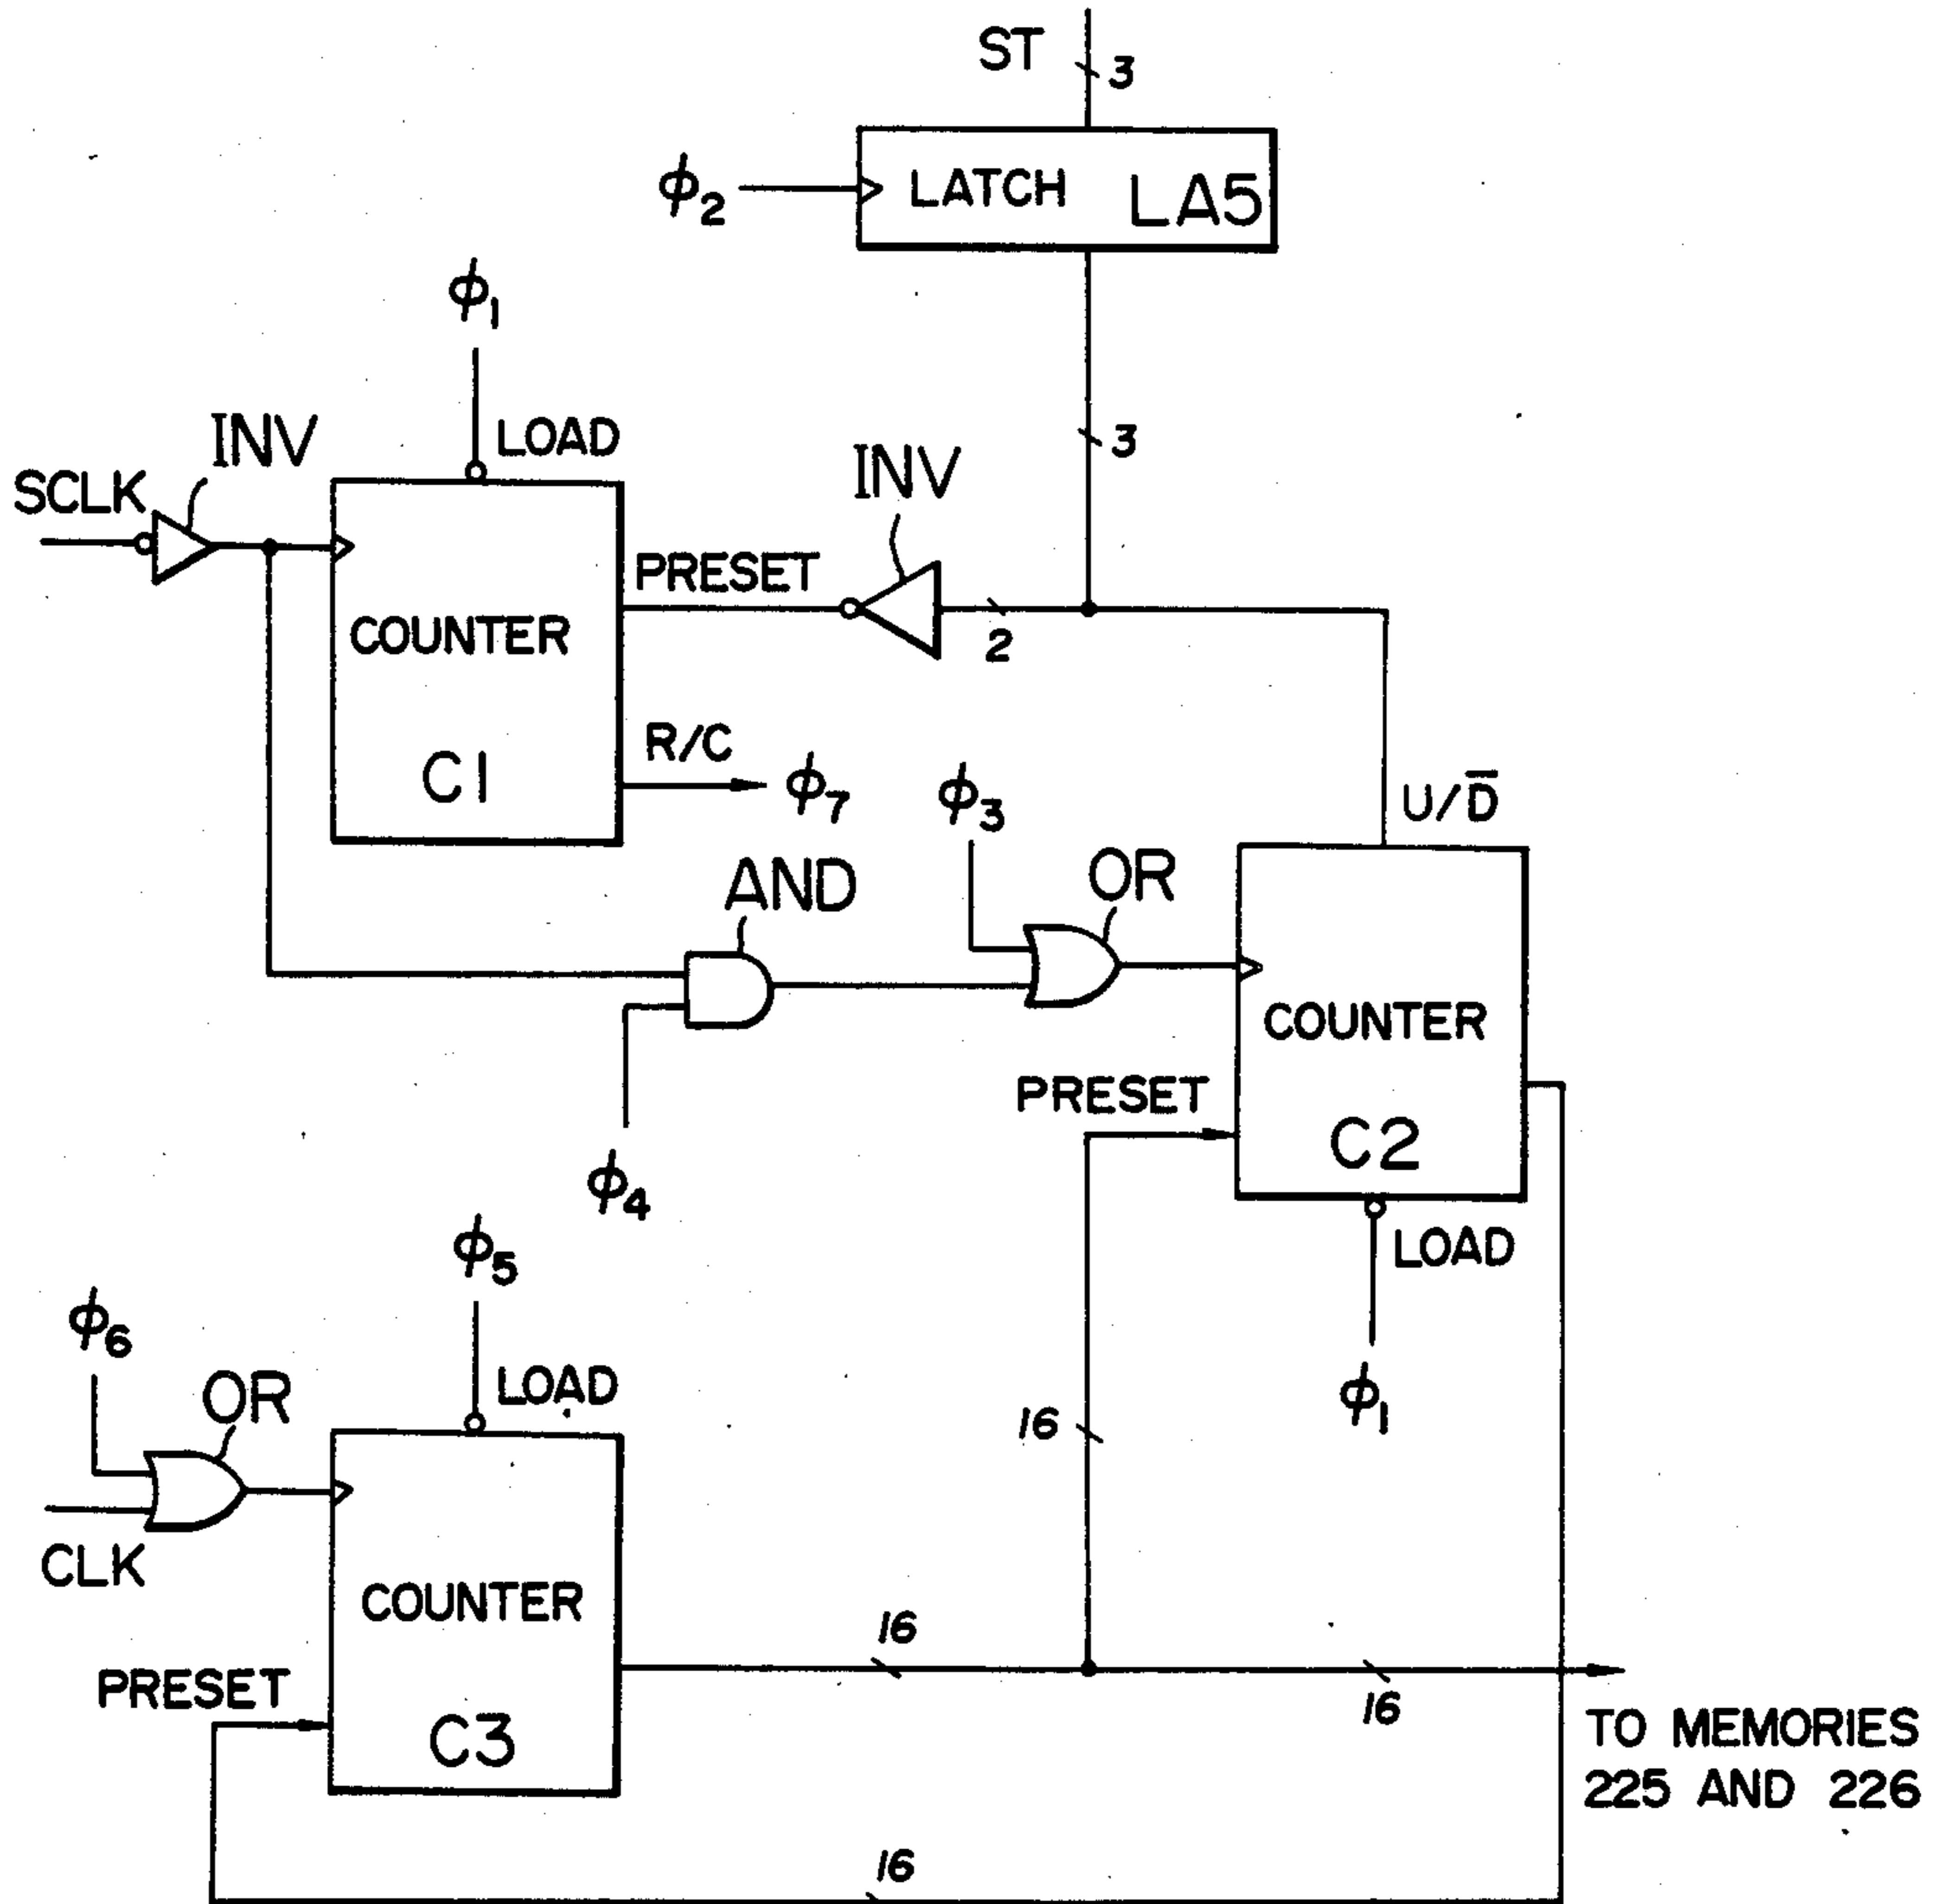 ST
3
LATCH LA5
ϕ2
ϕ1
LOAD
INV
SCLK
3
INV
PRESET
2
COUNTER
C1
R/C
ϕ7
ϕ3
U/D̅
AND
OR
COUNTER
C2
PRESET
ϕ4
LOAD
ϕ1
ϕ5
LOAD
ϕ6
OR
CLK
16
COUNTER
C3
PRESET
16
16
TO MEMORIES
225 AND 226
16